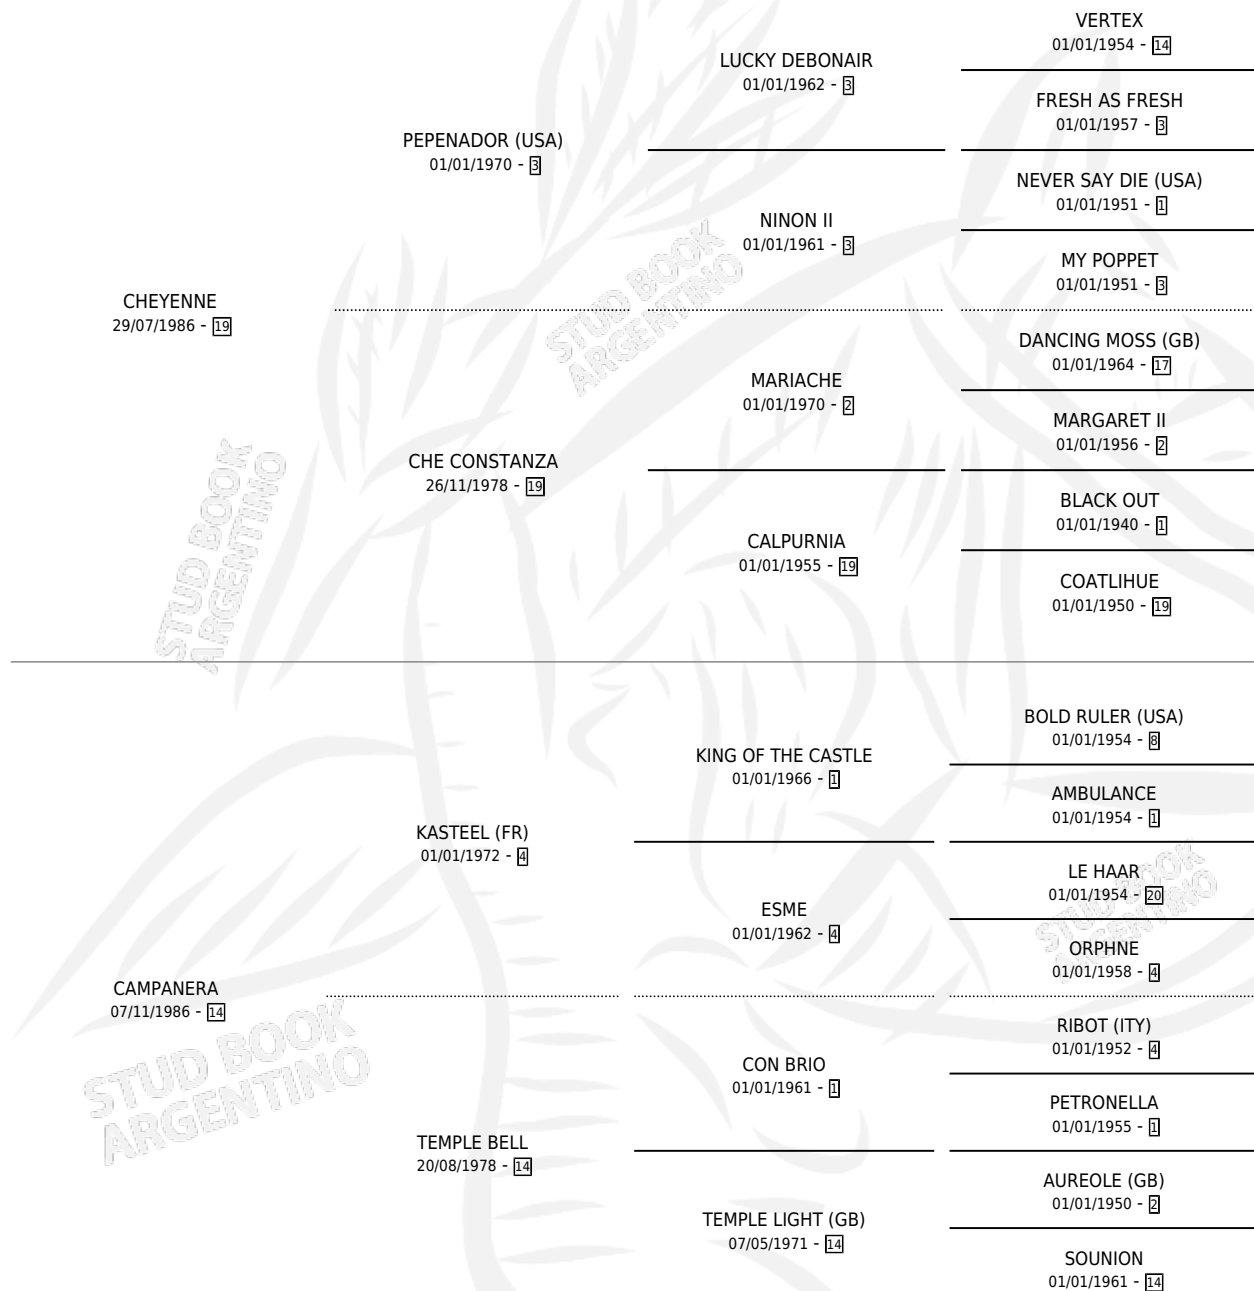 VERTEX
01/01/1954 - 14
LUCKY DEBONAIR
01/01/1962 - 3
FRESH AS FRESH
01/01/1957 - 3
PEPENADOR (USA)
01/01/1970 - 3
NEVER SAY DIE (USA)
01/01/1951 - 1
NINON II
01/01/1961 - 3
MY POPPET
01/01/1951 - 3
CHEYENNE
29/07/1986 - 19
STUD BOOK
ARGENTINO
DANCING MOSS (GB)
01/01/1964 - 17
MARIACHE
01/01/1970 - 2
MARGARET II
01/01/1956 - 2
CHE CONSTANZA
26/11/1978 - 19
BLACK OUT
01/01/1940 - 1
CALPURNIA
01/01/1955 - 19
COATLIHUE
01/01/1950 - 19
STUD BOOK
ARGENTINO
BOLD RULER (USA)
01/01/1954 - 8
KING OF THE CASTLE
01/01/1966 - 1
AMBULANCE
01/01/1954 - 1
KASTEEL (FR)
01/01/1972 - 4
LE HAAR
01/01/1954 - 20
ESME
01/01/1962 - 4
STUD BOOK
ARGENTINO
ORPHNE
01/01/1958 - 4
CAMPANERA
07/11/1986 - 14
STUD BOOK
ARGENTINO
RIBOT (ITY)
01/01/1952 - 4
CON BRIO
01/01/1961 - 1
PETRONELLA
01/01/1955 - 1
TEMPLE BELL
20/08/1978 - 14
AUREOLE (GB)
01/01/1950 - 2
TEMPLE LIGHT (GB)
07/05/1971 - 14
SOUNION
01/01/1961 - 14